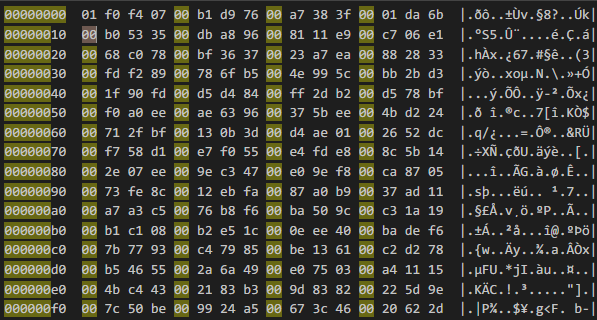 00000000 01 f0 f4 07 00 b1 d9 76 00 a7 38 3f 00 01 da 6b |.ðô..±Ùv.§8?..Úk|
00000010 00 b0 53 35 00 db a8 96 00 81 11 e9 00 c7 06 e1 |.°S5.Û¨....é.Ç.á|
00000020 00 68 c0 78 00 bf 36 37 00 23 a7 ea 00 88 28 33 |.hÀx.¿67.#§ê..(3|
00000030 00 fd f2 89 00 78 6f b5 00 4e 99 5c 00 bb 2b d3 |.ýò..xoµ.N.\.»+Ó|
00000040 00 1f 90 fd 00 d5 d4 84 00 ff 2d b2 00 d5 78 bf |...ý.ÕÔ..ÿ-².Õx¿|
00000050 00 f0 a0 ee 00 ae 63 96 00 37 5b ee 00 4b d2 24 |.ð î.®c..7[î.KÒ$|
00000060 00 71 2f bf 00 13 0b 3d 00 d4 ae 01 00 26 52 dc |.q/¿...=.Ô®..&RÜ|
00000070 00 f7 58 d1 00 e7 f0 55 00 e4 fd e8 00 8c 5b 14 |.÷XÑ.çðU.äýè..[.|
00000080 00 2e 07 ee 00 9e c3 47 00 e0 9e f8 00 ca 87 05 |...î..ÃG.à.ø.Ê..|
00000090 00 73 fe 8c 00 12 eb fa 00 87 a0 b9 00 37 ad 11 |.sþ...ëú.. ¹.7..|
000000a0 00 a7 a3 c5 00 76 b8 f6 00 ba 50 9c 00 c3 1a 19 |.§£Å.v¸ö.ºP..Ã..|
000000b0 00 b1 c1 08 00 b2 e5 1c 00 0e ee 40 00 ba de f6 |.±Á..²å...î@.ºÞö|
000000c0 00 7b 77 93 00 c4 79 85 00 be 13 61 00 c2 d2 78 |.{w..Äy..¾.a.ÂÒx|
000000d0 00 b5 46 55 00 2a 6a 49 00 e0 75 03 00 a4 11 15 |.µFU.*jI.àu..¤..|
000000e0 00 4b c4 43 00 21 83 b3 00 9d 83 82 00 22 5d 9e |.KÄC.!.³....."].|
000000f0 00 7c 50 be 00 99 24 a5 00 67 3c 46 00 20 62 2d |.|P¾..$¥.g<F. b-|